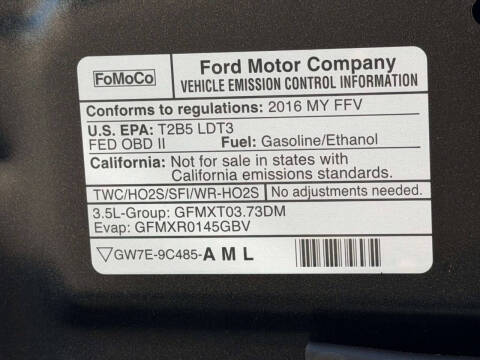 FoMoCo
Ford Motor Company
VEHICLE EMISSION CONTROL INFORMATION
Conforms to regulations: 2016 MY FFV
U.S. EPA: T2B5 LDT3
FED OBD II Fuel: Gasoline/Ethanol
California: Not for sale in states with
California emissions standards.
TWC/HO2S/SFI/WR-HO2S No adjustments needed.
3.5L-Group: GFMXT03.73DM
Evap: GFMXR0145GBV
GW7E-9C485-A M L